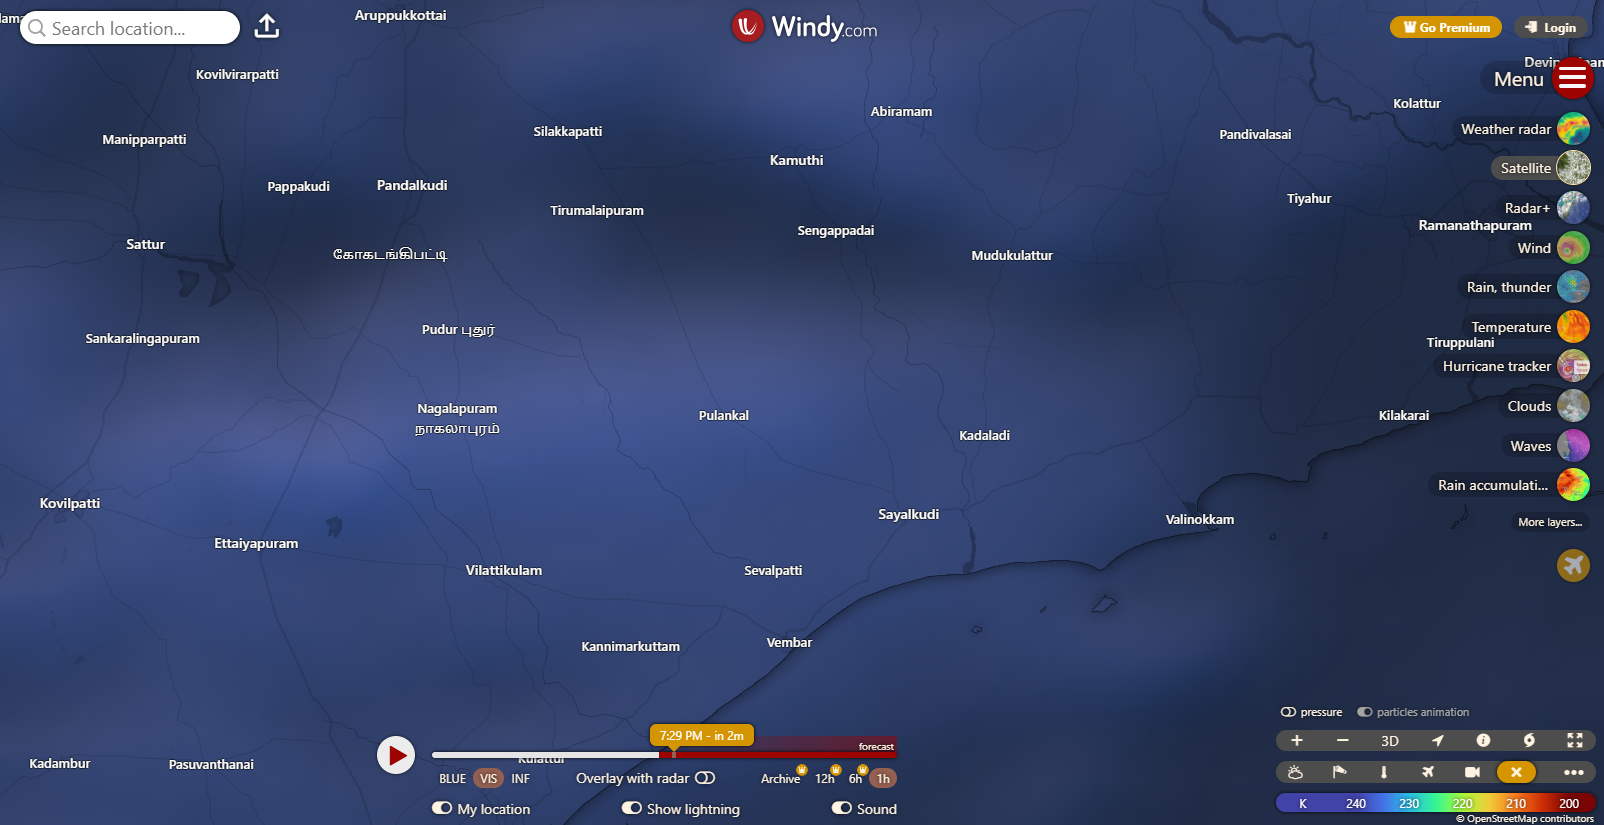 Search location...
Aruppukkottai
Windy.com
Go Premium
Login
Menu
Kovilvirarpatti
Abiramam
Kolattur
Manipparpatti
Silakkapatti
Pandivalasai
Weather radar
Kamuthi
Satellite
Pappakudi
Pandalkudi
Tirumalaipuram
Tiyahur
Radar+
Sengappadai
Ramanathapuram
Sattur
கோகடங்கிபட்டி
Mudukulattur
Wind
Rain, thunder
Sankaralingapuram
Pudur புதுர்
Temperature
Tiruppulani
Hurricane tracker
Nagalapuram
நாகலாபுரம்
Pulankal
Kadaladi
Kilakarai
Clouds
Waves
Rain accumulati...
Kovilpatti
Sayalkudi
Valinokkam
More layers...
Ettaiyapuram
Vilattikulam
Sevalpatti
Kannimarkuttam
Vembar
pressure
particles animation
7:29 PM - in 2m
forecast
3D
Kadambur
Pasuvanthanai
Kulattur
BLUE VIS INF
Overlay with radar
Archive 12h 6h 1h
My location
Show lightning
Sound
K 240 230 220 210 200
© OpenStreetMap contributors